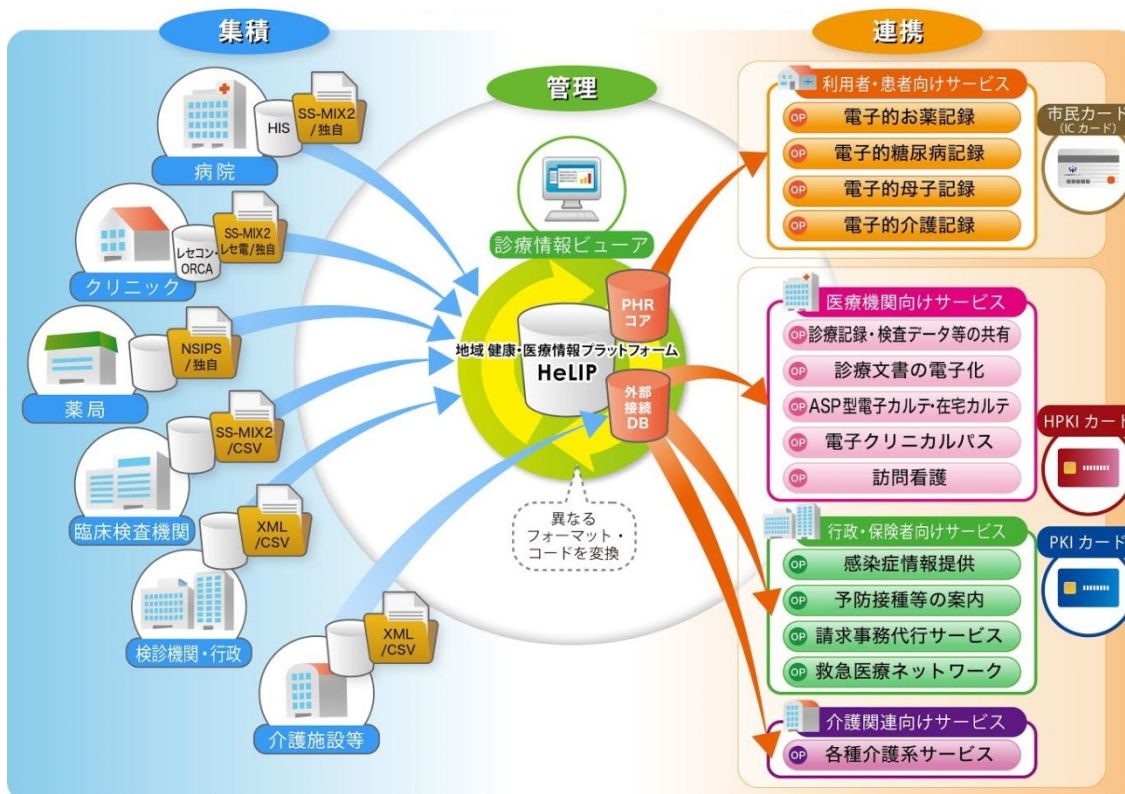 集積
HIS
SS-MIX2
/独自
病院
レセコン・
ORCA
SS-MIX2
レセ電/独自
クリニック
NSIPS
/独自
薬局
SS-MIX2
/CSV
臨床検査機関
XML
/CSV
検診機関・行政
XML
/CSV
介護施設等
管理
診療情報ビューア
PHR
コア
地域 健康・医療情報プラットフォーム
HeLIP
外部
接続
DB
異なる
フォーマット・
コードを変換
連携
利用者・患者向けサービス
OP 電子的お薬記録
OP 電子的糖尿病記録
OP 電子的母子記録
OP 電子的介護記録
市民カード
(IC カード)
医療機関向けサービス
OP 診療記録・検査データ等の共有
OP 診療文書の電子化
OP ASP型電子カルテ・在宅カルテ
OP 電子クリニカルパス
OP 訪問看護
HPKI カード
行政・保険者向けサービス
OP 感染症情報提供
OP 予防接種等の案内
OP 請求事務代行サービス
OP 救急医療ネットワーク
PKI カード
介護関連向けサービス
OP 各種介護系サービス